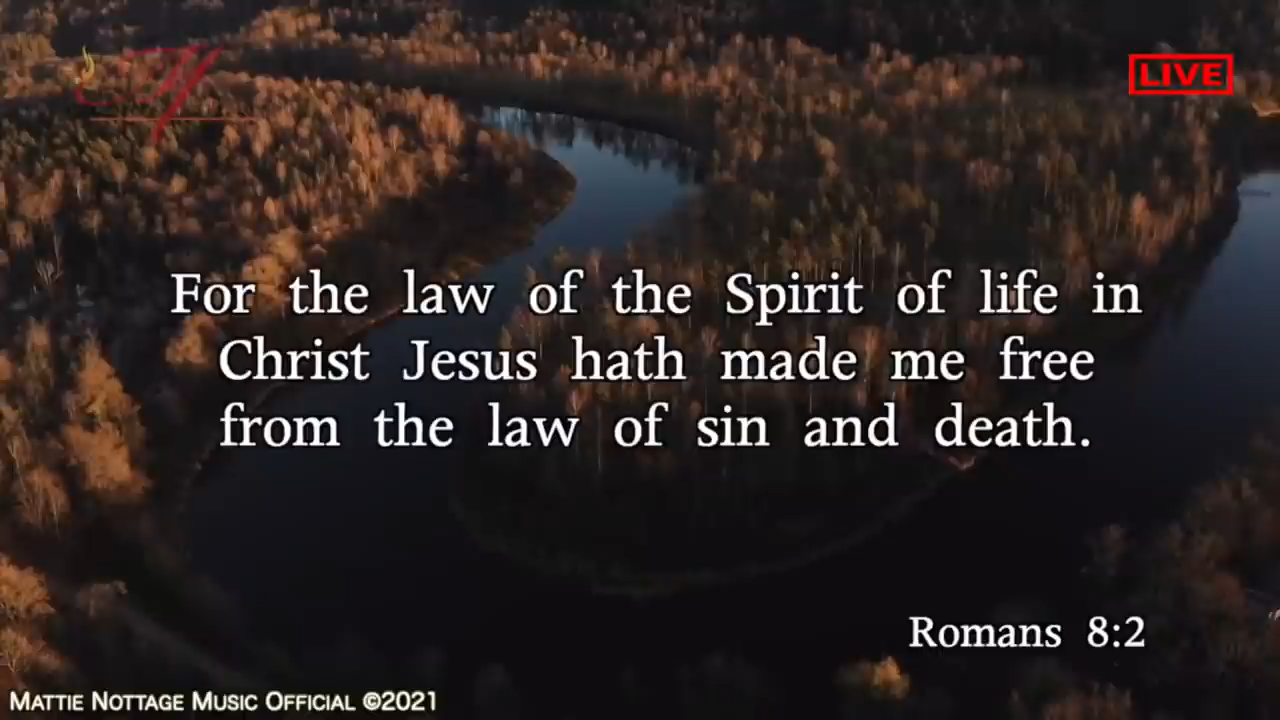 LIVE
For the law of the Spirit of life in
Christ Jesus hath made me free
from the law of sin and death.
Romans 8:2
MATTIE NOTTAGE MUSIC OFFICIAL ©2021